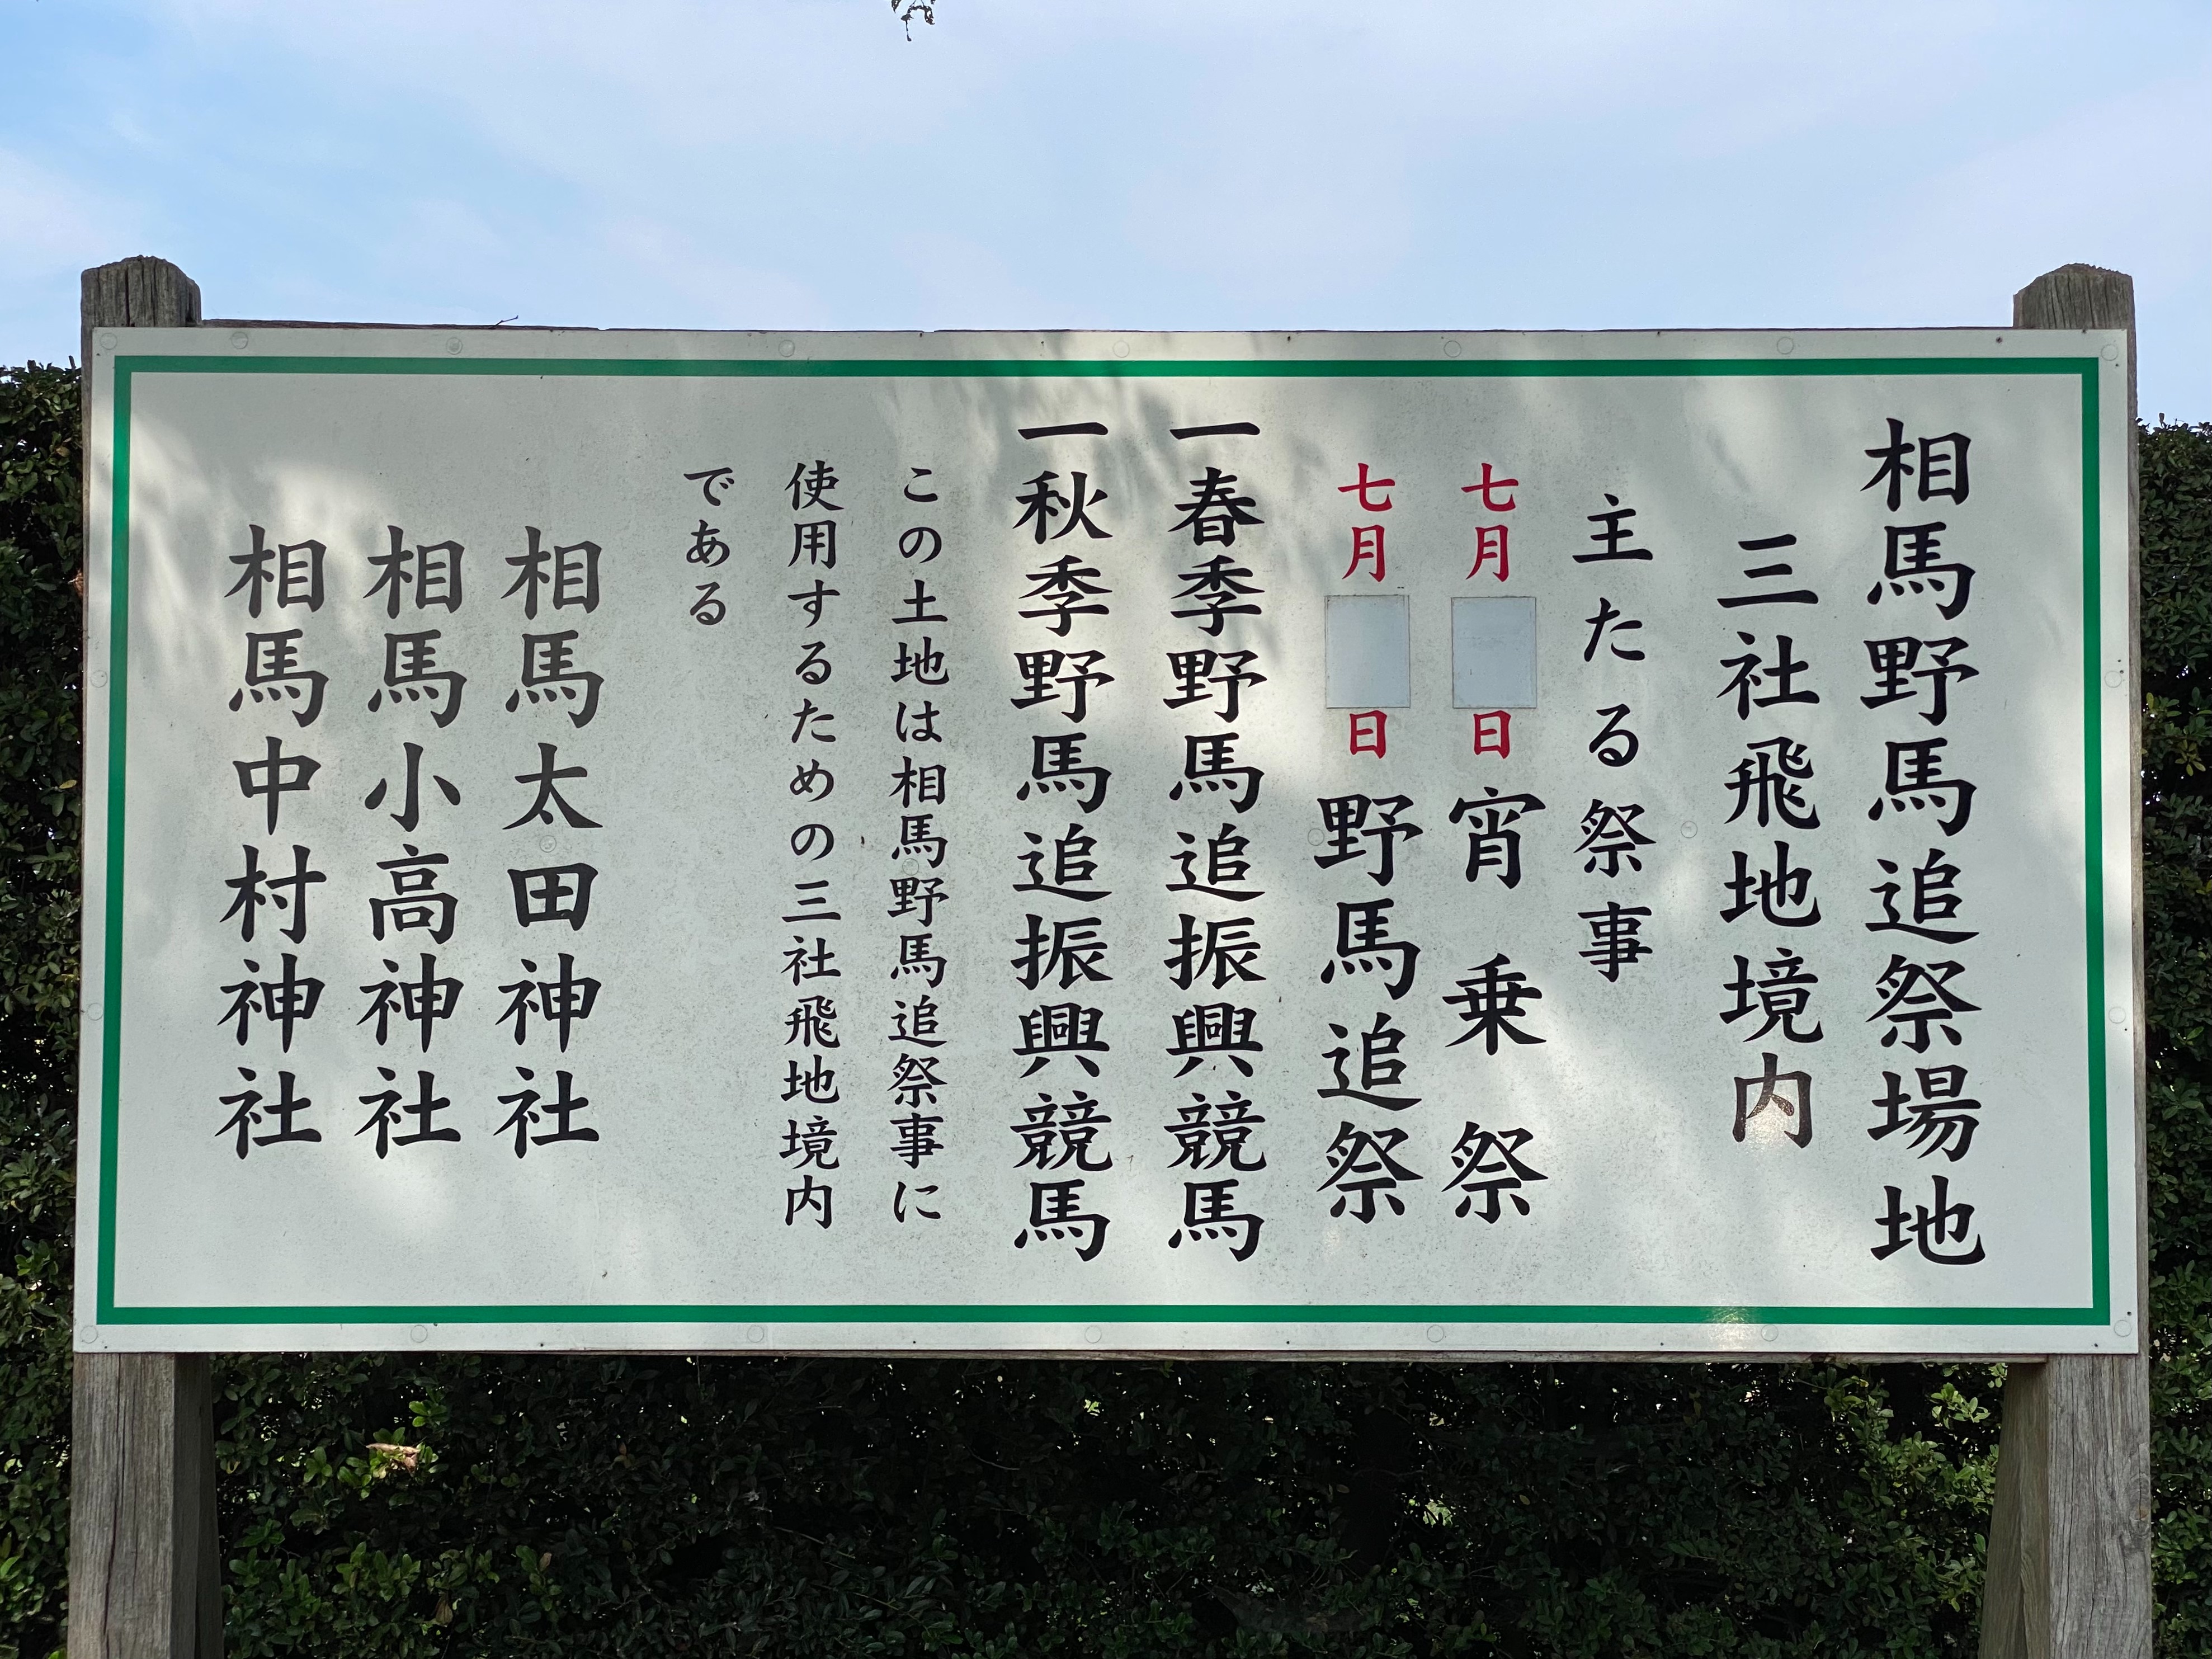 相馬野馬追祭場地
三社飛地境内
主たる祭事
七月 日 宵乗祭
七月 日 野馬追祭
一春季野馬追振興競馬
一秋季野馬追振興競馬
この土地は相馬野馬追祭事に
使用するための三社飛地境内
である
相馬太田神社
相馬小高神社
相馬中村神社